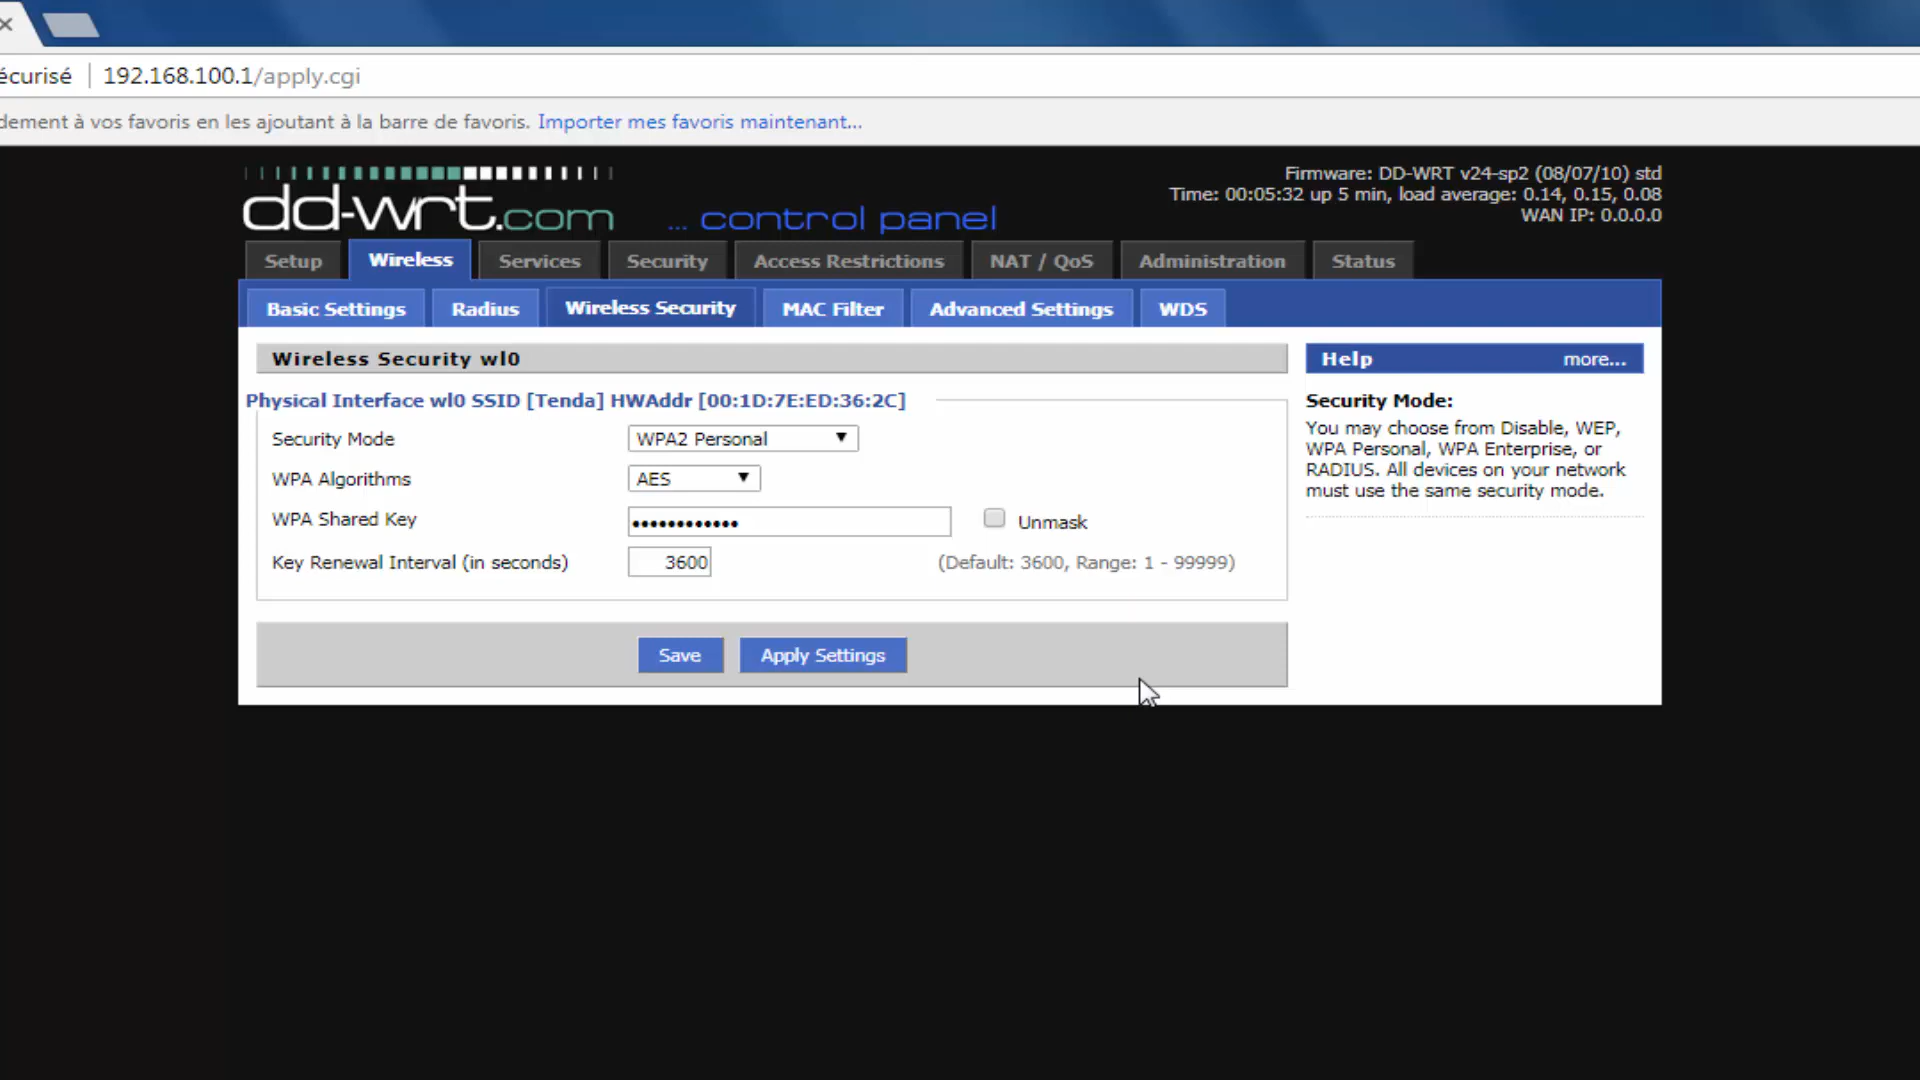 écurisé | 192.168.100.1/apply.cgi
dement à vos favoris en les ajoutant à la barre de favoris. Importer mes favoris maintenant...
dd-wrt.com ... control panel
Firmware: DD-WRT v24-sp2 (08/07/10) std
Time: 00:05:32 up 5 min, load average: 0.14, 0.15, 0.08
WAN IP: 0.0.0.0
Setup Wireless Services Security Access Restrictions NAT / QoS Administration Status
Basic Settings Radius Wireless Security MAC Filter Advanced Settings WDS
Wireless Security wl0
Physical Interface wl0 SSID [Tenda] HWAddr [00:1D:7E:ED:36:2C]
Security Mode WPA2 Personal
WPA Algorithms AES
WPA Shared Key •••••••••••• Unmask
Key Renewal Interval (in seconds) 3600 (Default: 3600, Range: 1 - 99999)
Save Apply Settings
Help more...
Security Mode:
You may choose from Disable, WEP,
WPA Personal, WPA Enterprise, or
RADIUS. All devices on your network
must use the same security mode.